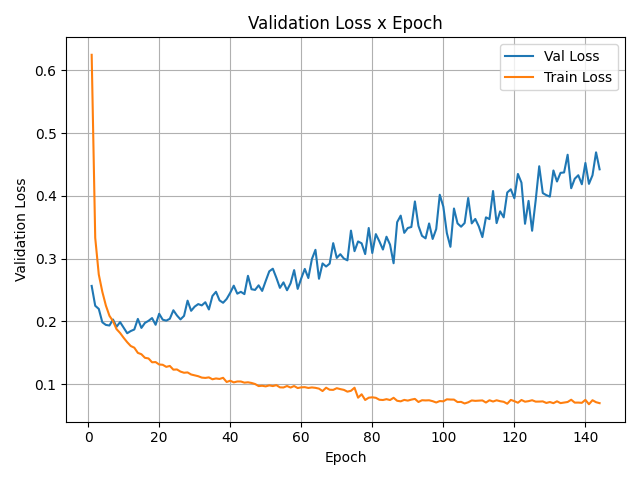 Validation Loss x Epoch
Val Loss
Train Loss
Validation Loss
0.6
0.5
0.4
0.3
0.2
0.1
0 20 40 60 80 100 120 140
Epoch